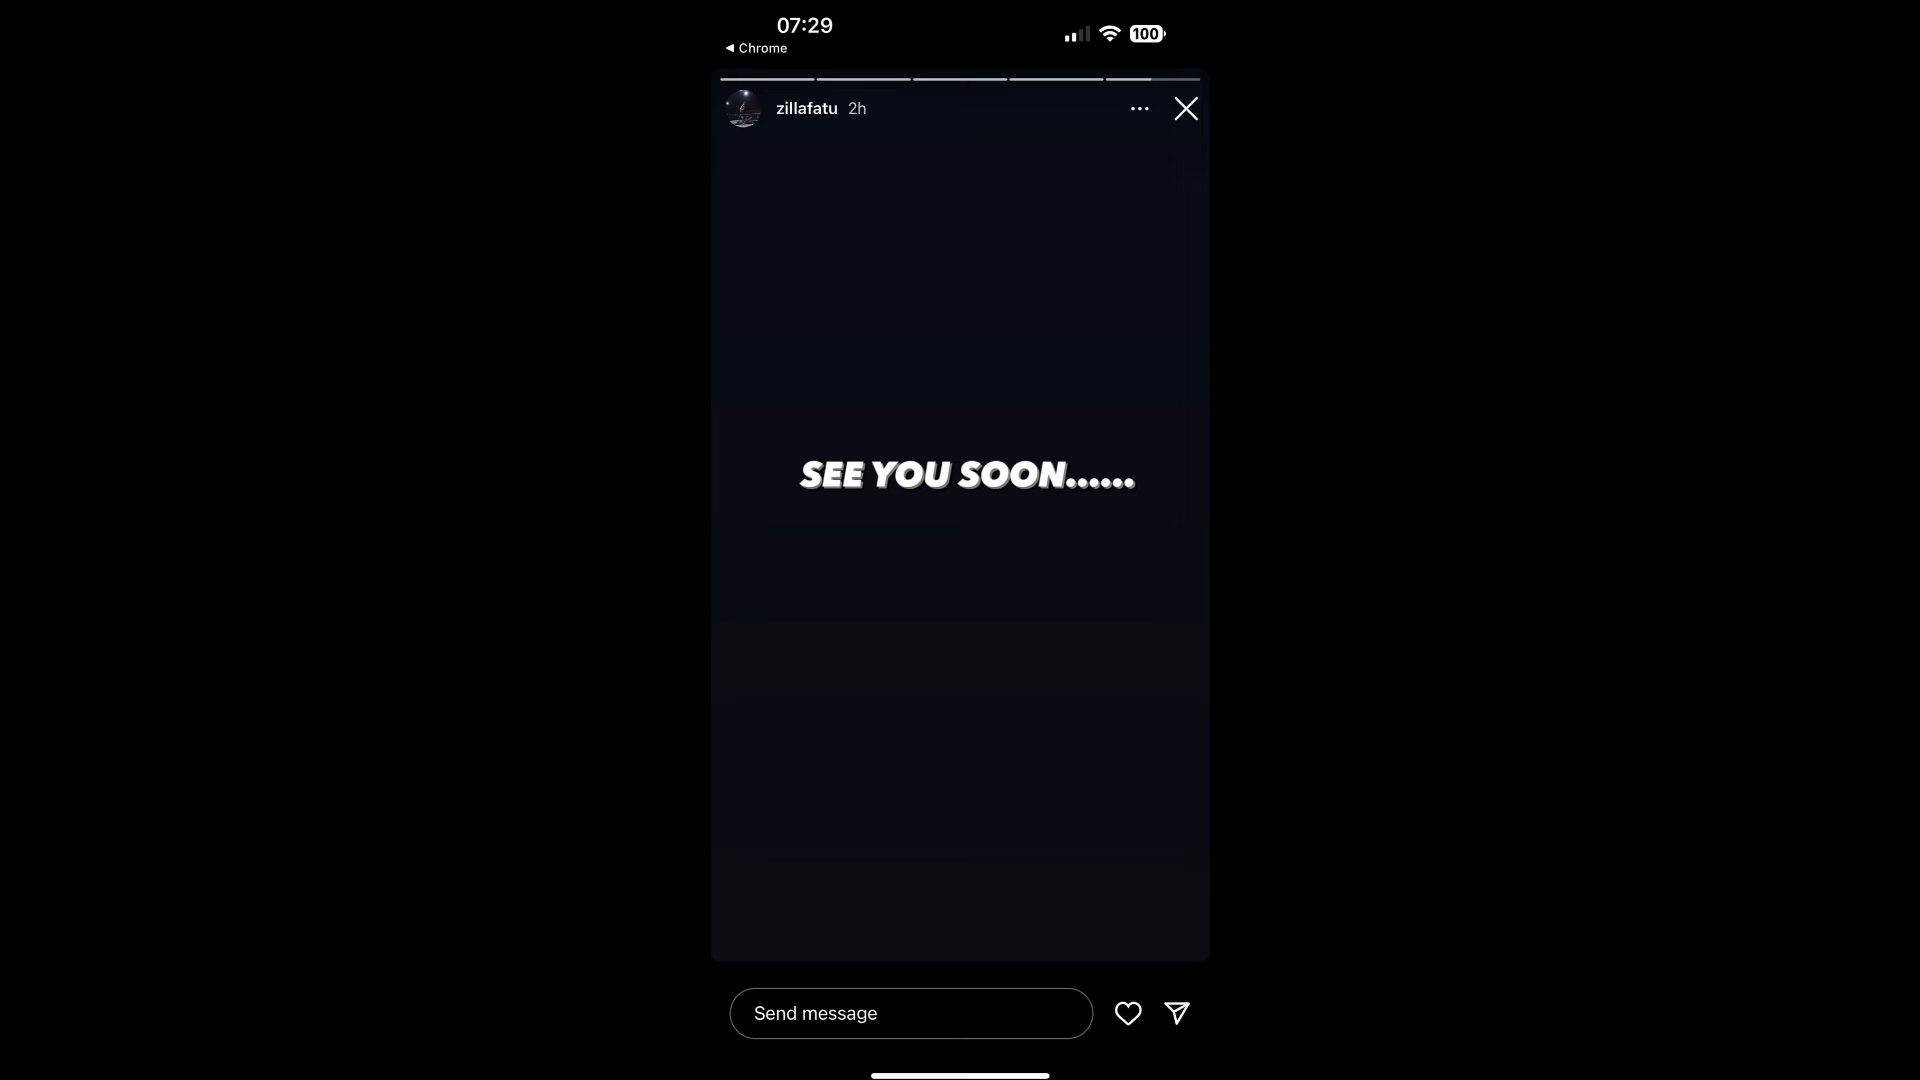 07:29
100
◀ Chrome
zillafatu 2h
SEE YOU SOON......
Send message